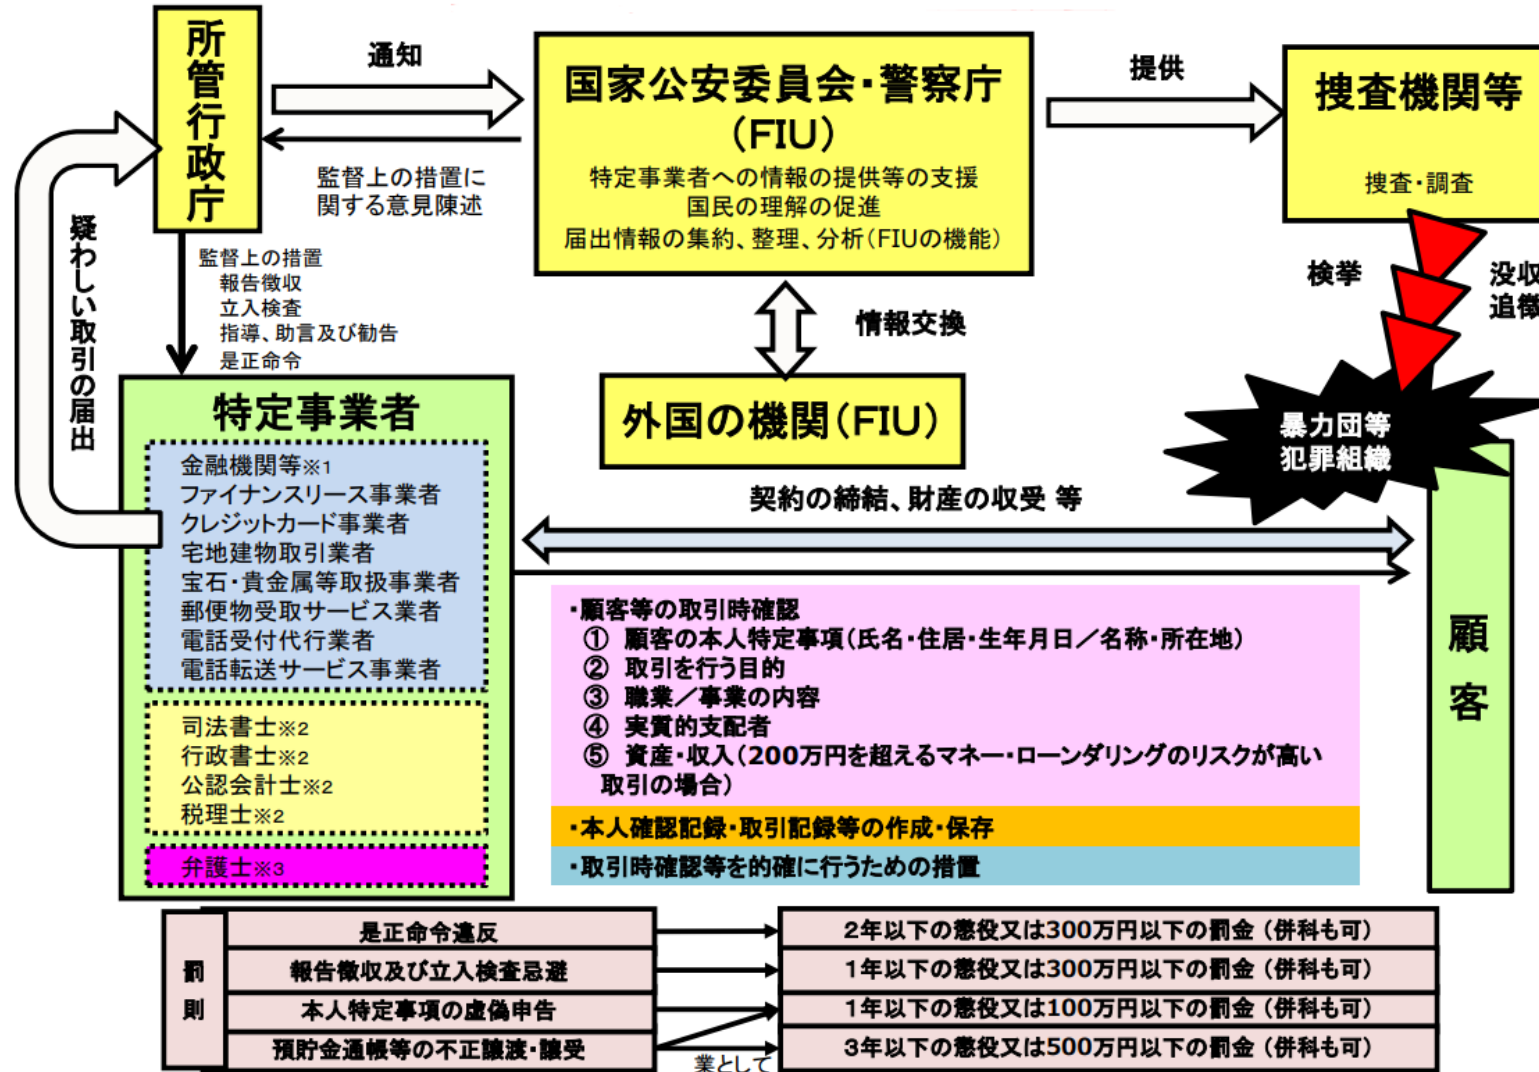 所管行政庁
通知
国家公安委員会・警察庁
(FIU)
特定事業者への情報の提供等の支援
国民の理解の促進
届出情報の集約、整理、分析(FIUの機能)
提供
捜査機関等
捜査・調査
監督上の措置に
関する意見陳述
疑わしい取引の届出
監督上の措置
報告徴収
立入検査
指導、助言及び勧告
是正命令
情報交換
外国の機関(FIU)
検挙
没収
追徴
暴力団等
犯罪組織
特定事業者
金融機関等※1
ファイナンスリース事業者
クレジットカード事業者
宅地建物取引業者
宝石・貴金属等取扱事業者
郵便物受取サービス業者
電話受付代行業者
電話転送サービス事業者
司法書士※2
行政書士※2
公認会計士※2
税理士※2
弁護士※3
契約の締結、財産の収受 等
・顧客等の取引時確認
① 顧客の本人特定事項(氏名・住居・生年月日／名称・所在地)
② 取引を行う目的
③ 職業／事業の内容
④ 実質的支配者
⑤ 資産・収入(200万円を超えるマネー・ローンダリングのリスクが高い
取引の場合)
・本人確認記録・取引記録等の作成・保存
・取引時確認等を的確に行うための措置
顧客
罰則
是正命令違反
2年以下の懲役又は300万円以下の罰金 (併科も可)
報告徴収及び立入検査忌避
1年以下の懲役又は300万円以下の罰金 (併科も可)
本人特定事項の虚偽申告
1年以下の懲役又は100万円以下の罰金 (併科も可)
預貯金通帳等の不正譲渡・譲受
業として
3年以下の懲役又は500万円以下の罰金 (併科も可)